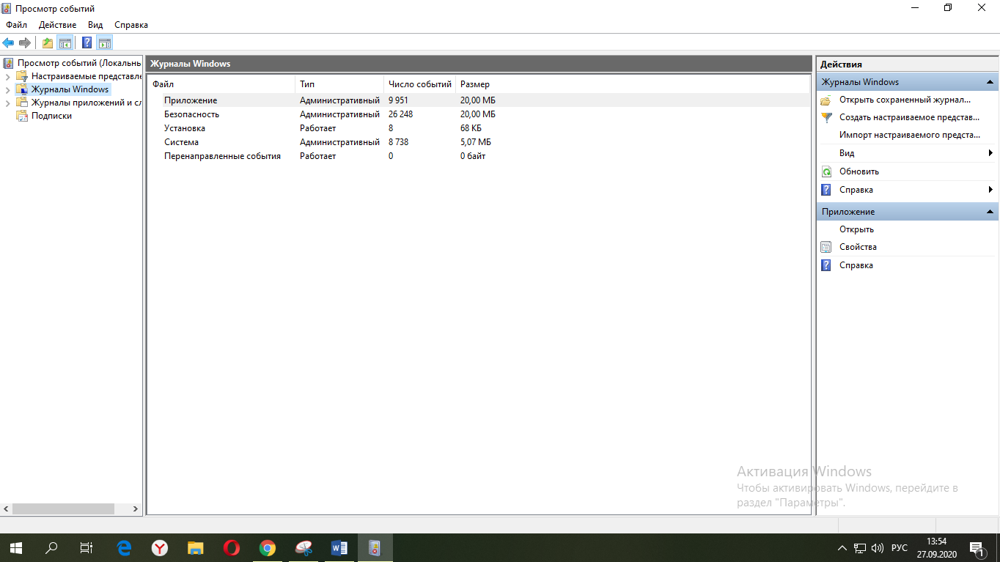 Просмотр событий
Файл Действие Вид Справка
Просмотр событий (Локальнь
Настраиваемые представле
Журналы Windows
Журналы приложений и сл
Подписки
Журналы Windows
Файл Тип Число событий Размер
Приложение Административный 9 951 20,00 МБ
Безопасность Административный 26 248 20,00 МБ
Установка Работает 8 68 КБ
Система Административный 8 738 5,07 МБ
Перенаправленные события Работает 0 0 байт
Действия
Журналы Windows
Открыть сохраненный журнал...
Создать настраиваемое представ...
Импорт настраиваемого предста...
Вид
Обновить
Справка
Приложение
Открыть
Свойства
Справка
Активация Windows
Чтобы активировать Windows, перейдите в
раздел "Параметры".
РУС
13:54
27.09.2020
1